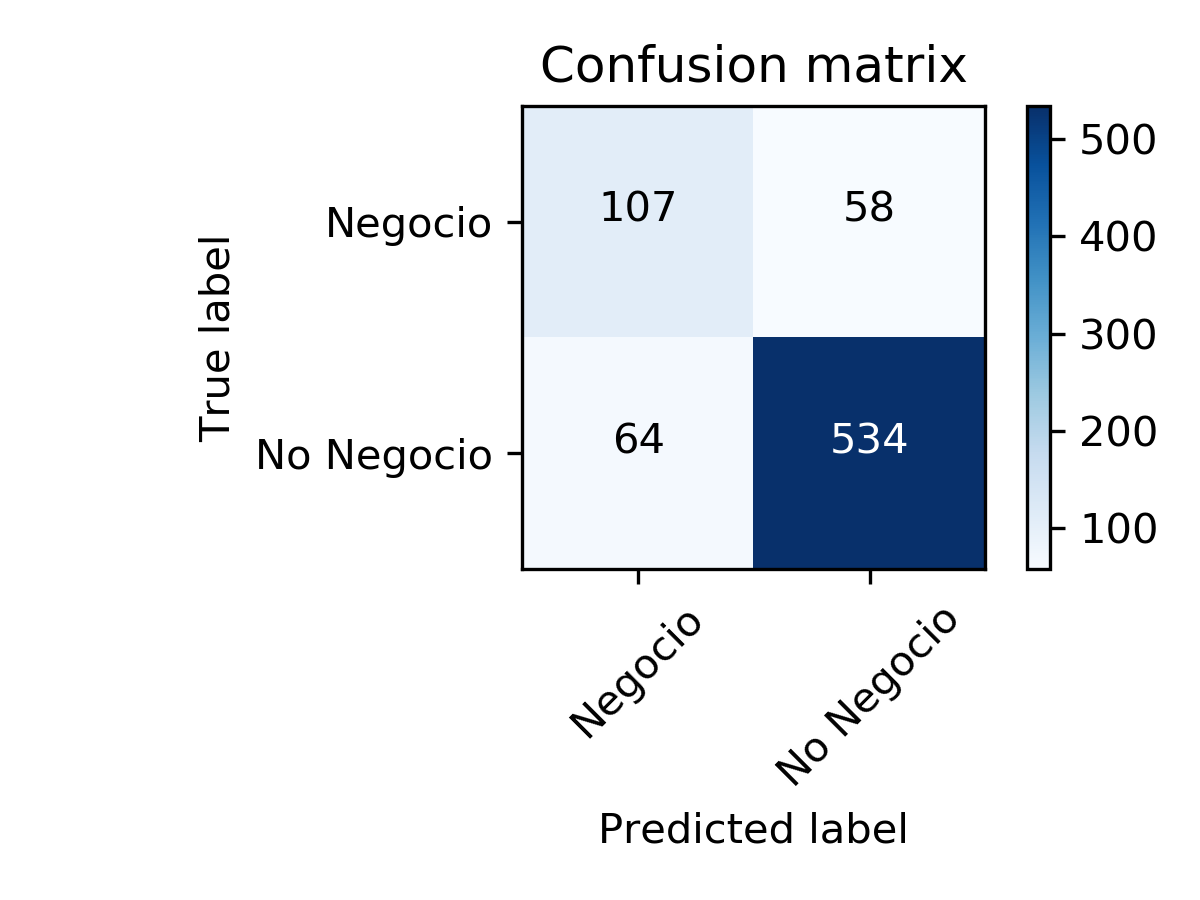 Confusion matrix
True label
Negocio
No Negocio
107 58
64 534
Negocio
No Negocio
Predicted label
500
400
300
200
100